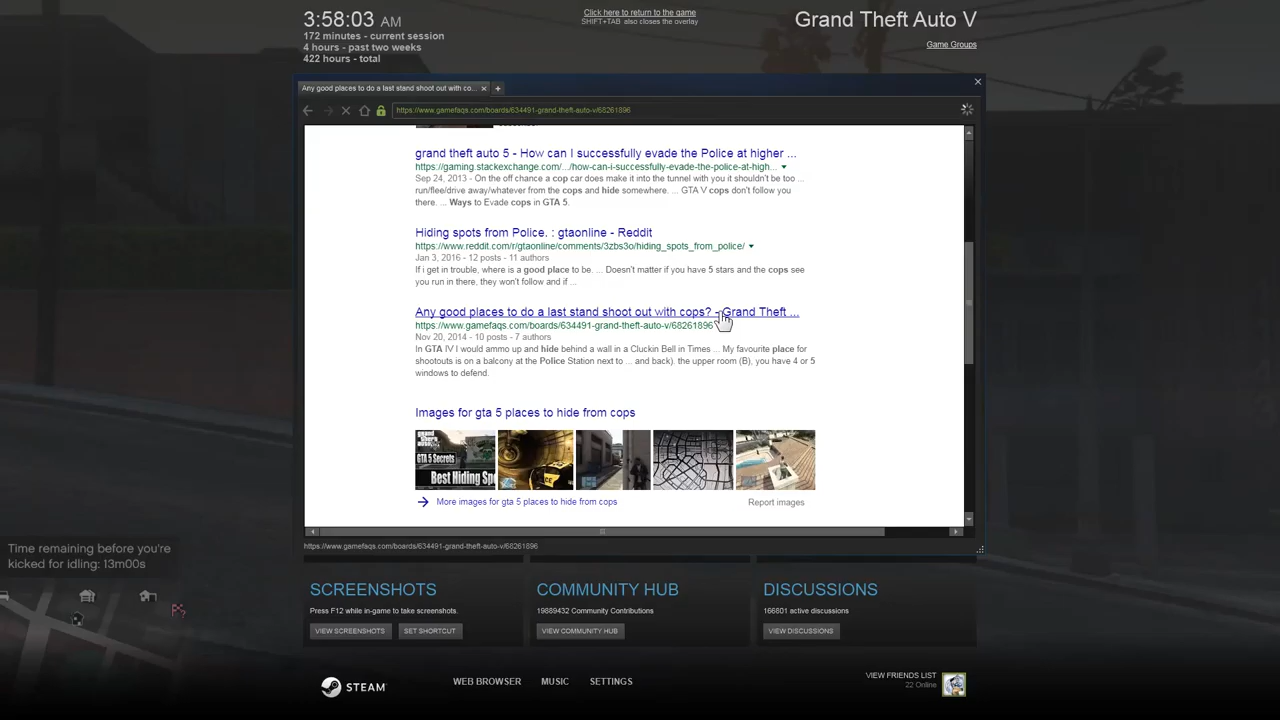 3:58:03 AM
172 minutes - current session
4 hours - past two weeks
422 hours - total
Click here to return to the game
SHIFT+TAB also closes the overlay
Grand Theft Auto V
Game Groups
Any good places to do a last stand shoot out with co...
https://www.gamefaqs.com/boards/634491-grand-theft-auto-v/68261896
grand theft auto 5 - How can I successfully evade the Police at higher ...
https://gaming.stackexchange.com/.../how-can-i-successfully-evade-the-police-at-high...
Sep 24, 2013 - On the off chance a cop car does make it into the tunnel with you it shouldn't be too ...
run/flee/drive away/whatever from the cops and hide somewhere. ... GTA V cops don't follow you
there. ... Ways to Evade cops in GTA 5.
Hiding spots from Police. : gtaonline - Reddit
https://www.reddit.com/r/gtaonline/comments/3zbs3o/hiding_spots_from_police/
Jan 3, 2016 - 12 posts - 11 authors
If i get in trouble, where is a good place to be. ... Doesn't matter if you have 5 stars and the cops see
you run in there, they won't follow and if ...
Any good places to do a last stand shoot out with cops? - Grand Theft ...
https://www.gamefaqs.com/boards/634491-grand-theft-auto-v/68261896
Nov 20, 2014 - 10 posts - 7 authors
In GTA IV I would ammo up and hide behind a wall in a Cluckin Bell in Times ... My favourite place for
shootouts is on a balcony at the Police Station next to ... and back). the upper room (B), you have 4 or 5
windows to defend.
Images for gta 5 places to hide from cops
GTA 5 Secrets
Best Hiding Sp
More images for gta 5 places to hide from cops
Report images
https://www.gamefaqs.com/boards/634491-grand-theft-auto-v/68261896
Time remaining before you're
kicked for idling: 13m00s
SCREENSHOTS
Press F12 while in-game to take screenshots.
VIEW SCREENSHOTS
SET SHORTCUT
COMMUNITY HUB
19889432 Community Contributions
VIEW COMMUNITY HUB
DISCUSSIONS
166801 active discussions
VIEW DISCUSSIONS
STEAM
WEB BROWSER
MUSIC
SETTINGS
VIEW FRIENDS LIST
22 Online